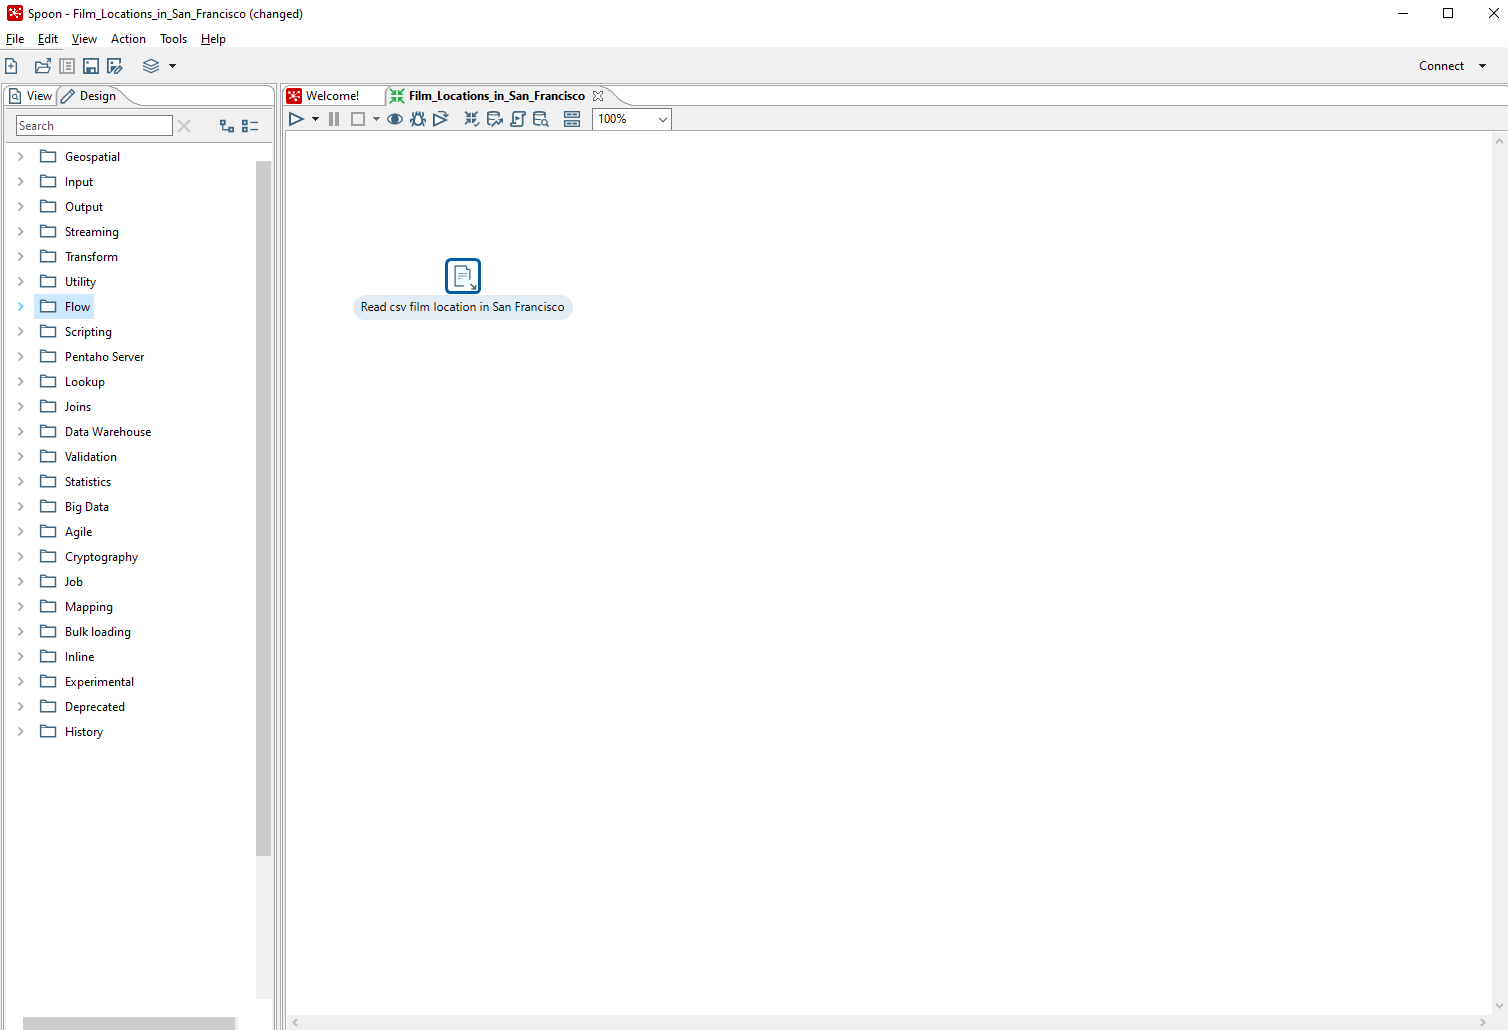 Spoon - Film_Locations_in_San_Francisco (changed)
File Edit View Action Tools Help
Connect
View Design
Welcome! Film_Locations_in_San_Francisco
Search
100%
Geospatial
Input
Output
Streaming
Transform
Utility
Flow
Scripting
Pentaho Server
Lookup
Joins
Data Warehouse
Validation
Statistics
Big Data
Agile
Cryptography
Job
Mapping
Bulk loading
Inline
Experimental
Deprecated
History
Read csv film location in San Francisco